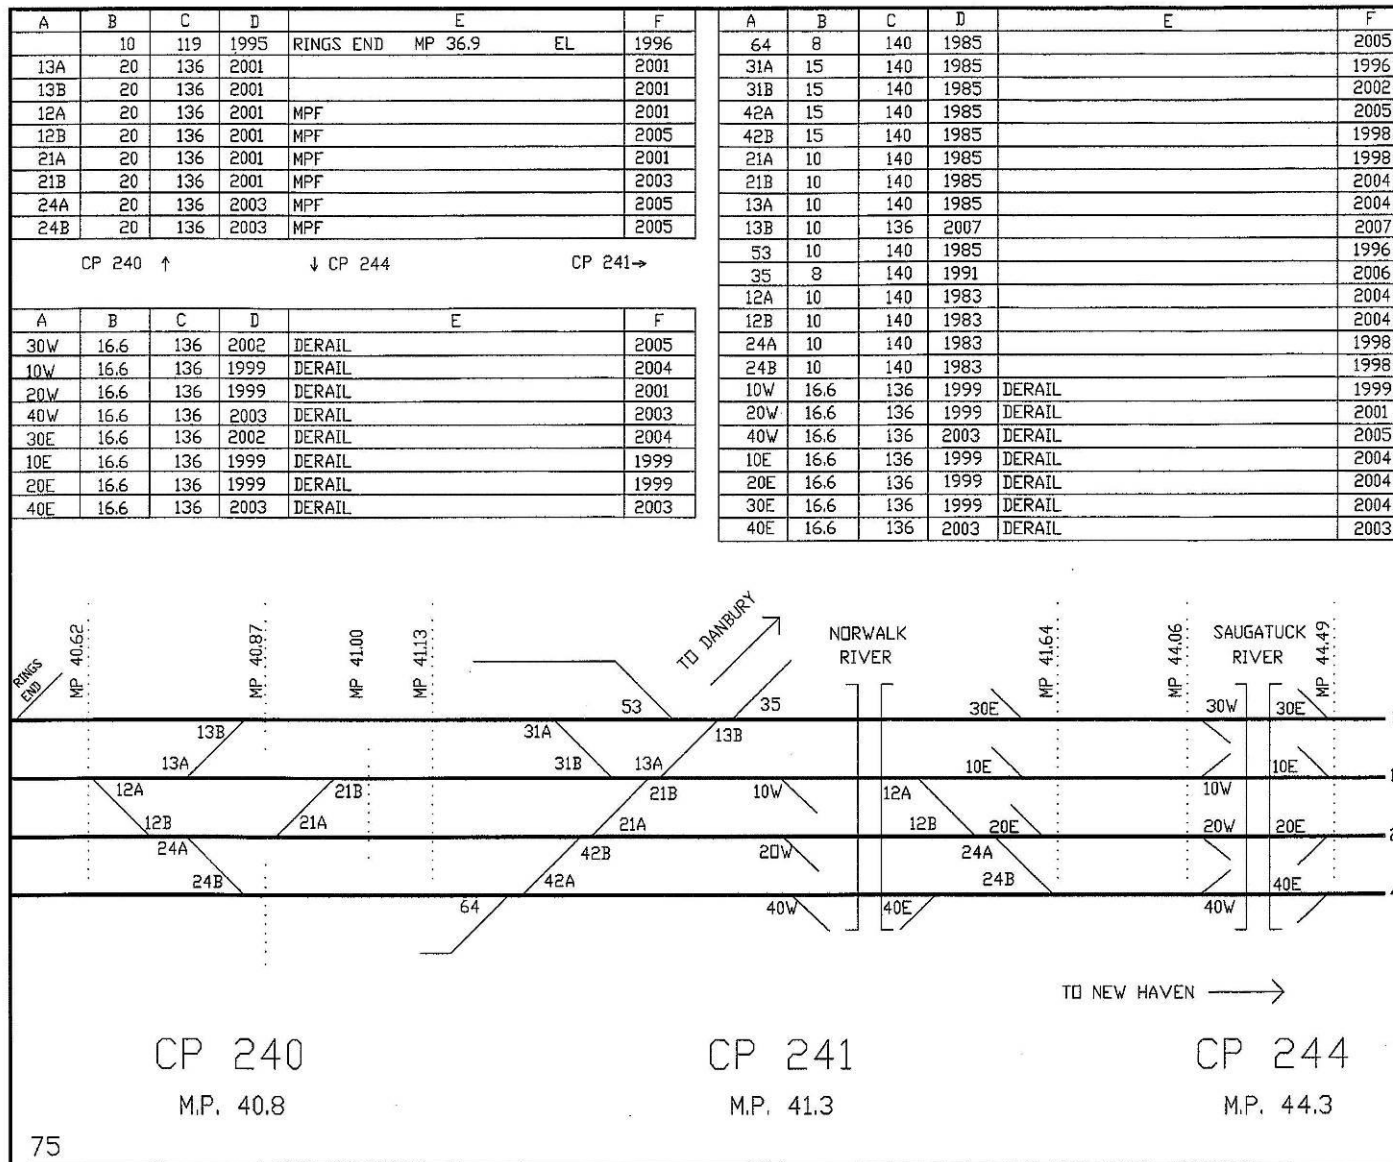 A B C D E F
10 119 1995 RINGS END MP 36.9 EL 1996
13A 20 136 2001 2001
13B 20 136 2001 2001
12A 20 136 2001 MPF 2001
12B 20 136 2001 MPF 2005
21A 20 136 2001 MPF 2001
21B 20 136 2001 MPF 2003
24A 20 136 2003 MPF 2005
24B 20 136 2003 MPF 2005
CP 240 ↑ ↓ CP 244 CP 241→
A B C D E F
30W 16.6 136 2002 DERAIL 2005
10W 16.6 136 1999 DERAIL 2004
20W 16.6 136 1999 DERAIL 2001
40W 16.6 136 2003 DERAIL 2003
30E 16.6 136 2002 DERAIL 2004
10E 16.6 136 1999 DERAIL 1999
20E 16.6 136 1999 DERAIL 1999
40E 16.6 136 2003 DERAIL 2003
A B C D E F
64 8 140 1985 2005
31A 15 140 1985 1996
31B 15 140 1985 2002
42A 15 140 1985 2005
42B 15 140 1985 1998
21A 10 140 1985 1998
21B 10 140 1985 2004
13A 10 140 1985 2004
13B 10 136 2007 2007
53 10 140 1985 1996
35 8 140 1991 2006
12A 10 140 1983 2004
12B 10 140 1983 2004
24A 10 140 1983 1998
24B 10 140 1983 1998
10W 16.6 136 1999 DERAIL 1999
20W 16.6 136 1999 DERAIL 2001
40W 16.6 136 2003 DERAIL 2005
10E 16.6 136 1999 DERAIL 2004
20E 16.6 136 1999 DERAIL 2004
30E 16.6 136 1999 DERAIL 2004
40E 16.6 136 2003 DERAIL 2003
RINGS
END
MP 40.62
MP 40.87
MP 41.00
MP 41.13
TO DANBURY
NORWALK
RIVER
MP 41.64
MP 44.06
SAUGATUCK
RIVER
MP 44.49
13B 31A 53 35 13B 30E 30W 30E
13A 31B 13A 10E 10E
1
12A 21B 21B 10W 12A 10W
12B 21A 21A 12B 20E 20W 20E
2
24A 42B 20W 24A
24B 42A 24B 40E
64 40W 40E 40W
TO NEW HAVEN
CP 240
M.P. 40.8
CP 241
M.P. 41.3
CP 244
M.P. 44.3
75